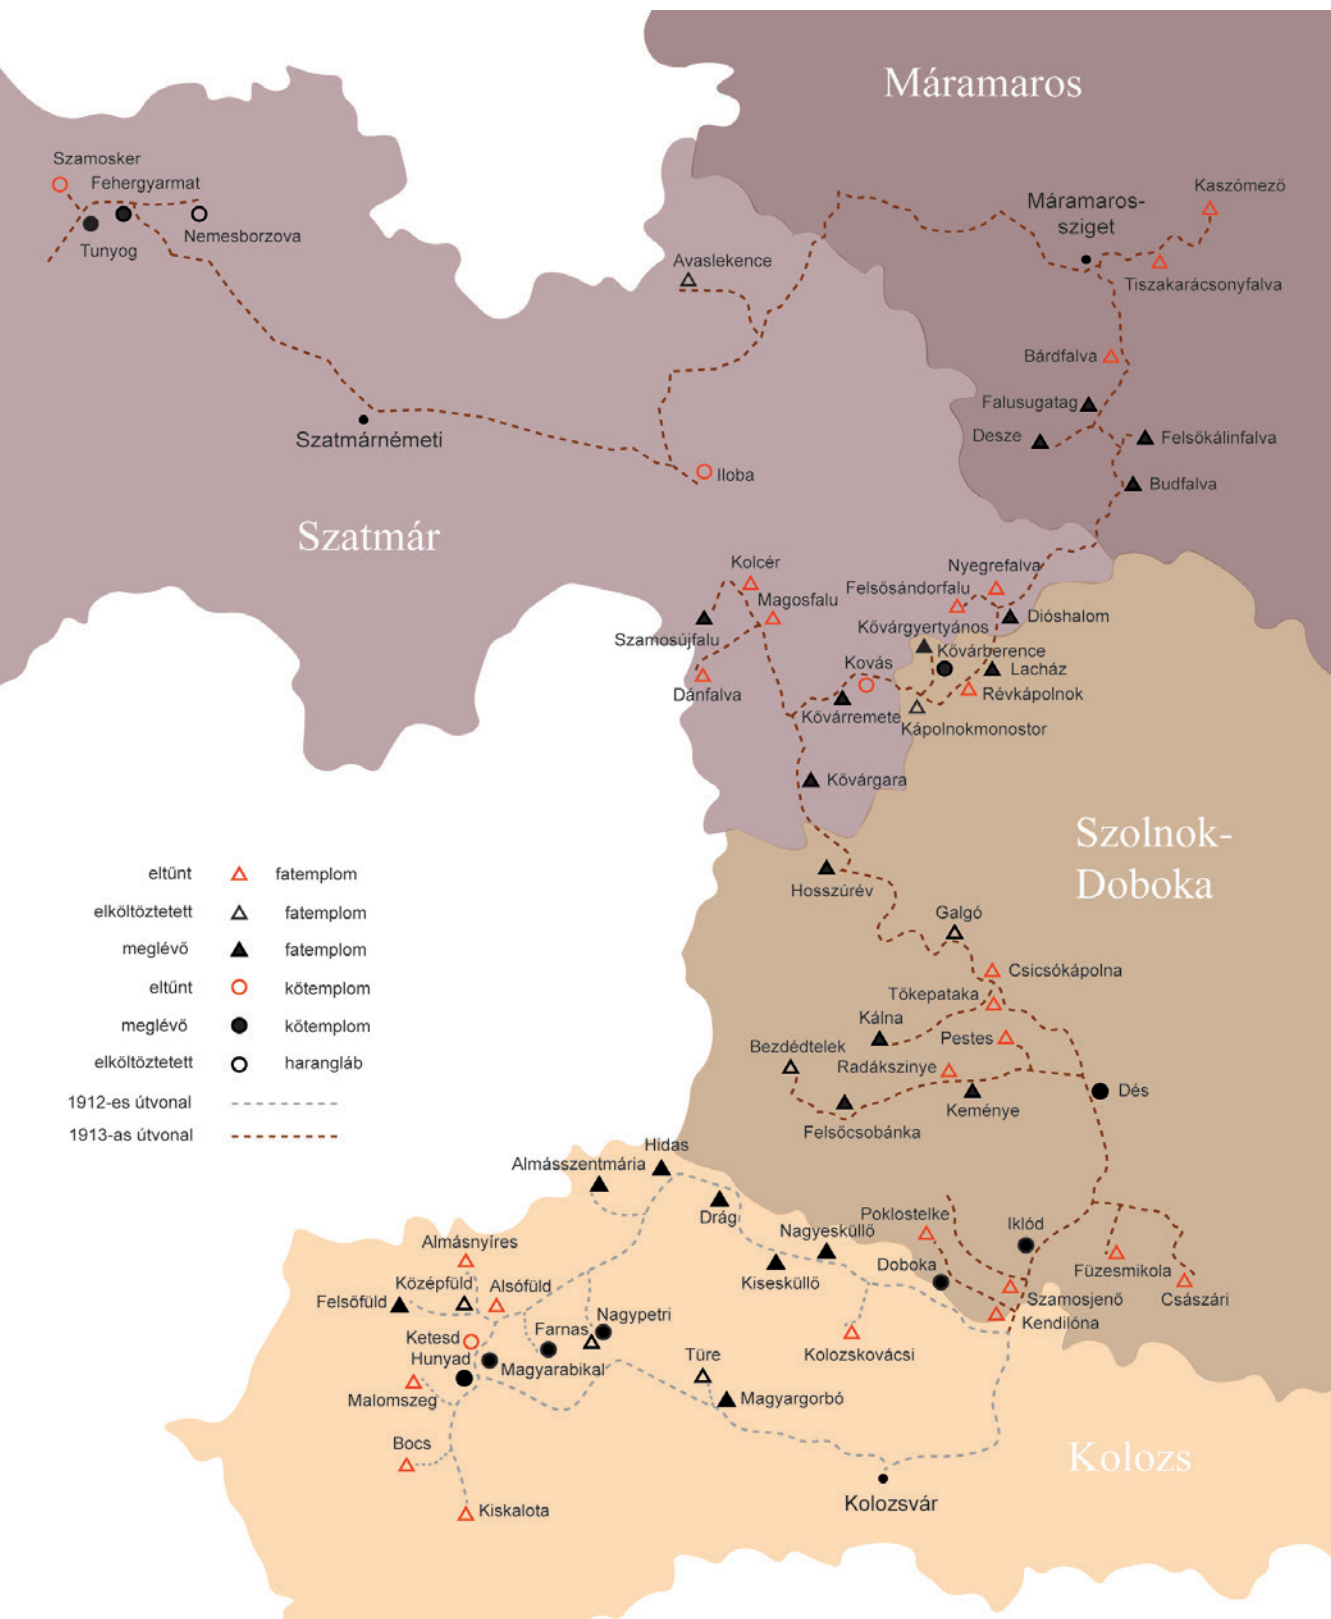 Máramaros
Szamosker
Fehergyarmat
Tunyog
Nemesborzova
Máramaros-
sziget
Kaszómező
Tiszakarácsonyfalva
Avaslekence
Bárdfalva
Falusugatag
Desze
Felsőkálinfalva
Budfalva
Szatmárnémeti
Iloba
Szatmár
Kolcér
Magosfalu
Szamosújfalu
Dánfalva
Nyegrefalva
Felsősándorfalu
Dióshalom
Kővárgyertyános
Kővárberence
Kovás
Lacház
Révkápolnok
Kővárremete
Kápolnokmonostor
Kővárgara
Szolnok-
Doboka
Hosszúrév
eltűnt fatemplom
elköltöztetett fatemplom
meglévő fatemplom
eltűnt kőtemplom
meglévő kőtemplom
elköltöztetett harangláb
1912-es útvonal
1913-as útvonal
Galgó
Csicsókápolna
Tőkepataka
Kálna
Pestes
Bezdédtelek
Radákszinye
Dés
Keménye
Felsőcsobánka
Hidas
Almásszentmária
Drág
Poklostelke
Iklód
Nagyesküllő
Kisesküllő
Doboka
Füzesmikola
Császári
Szamosjenő
Kendilóna
Almásnyíres
Középfüld
Alsófüld
Felsőfüld
Nagypetri
Farnas
Ketesd
Hunyad
Magyarabikal
Kolozskovácsi
Türe
Malomszeg
Magyargorbó
Bocs
Kolozs
Kolozsvár
Kiskalota